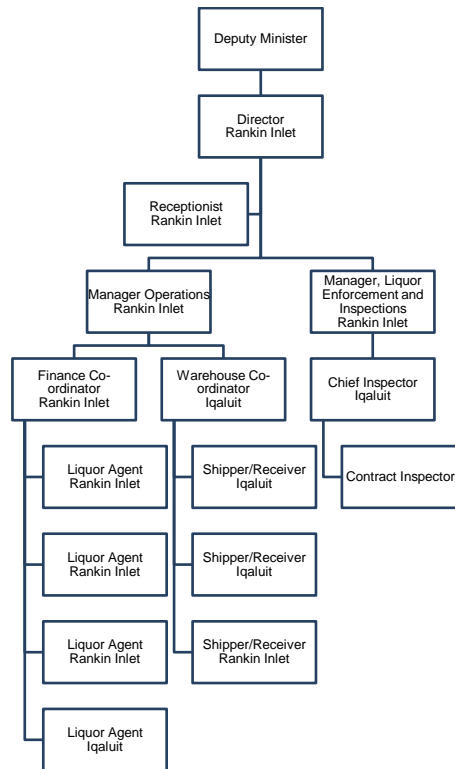 Deputy Minister
Director
Rankin Inlet
Receptionist
Rankin Inlet
Manager Operations
Rankin Inlet
Manager, Liquor
Enforcement and
Inspections
Rankin Inlet
Finance Co-
ordinator
Rankin Inlet
Warehouse Co-
ordinator
Iqaluit
Chief Inspector
Iqaluit
Liquor Agent
Rankin Inlet
Shipper/Receiver
Iqaluit
Contract Inspector
Liquor Agent
Rankin Inlet
Shipper/Receiver
Iqaluit
Liquor Agent
Rankin Inlet
Shipper/Receiver
Rankin Inlet
Liquor Agent
Iqaluit